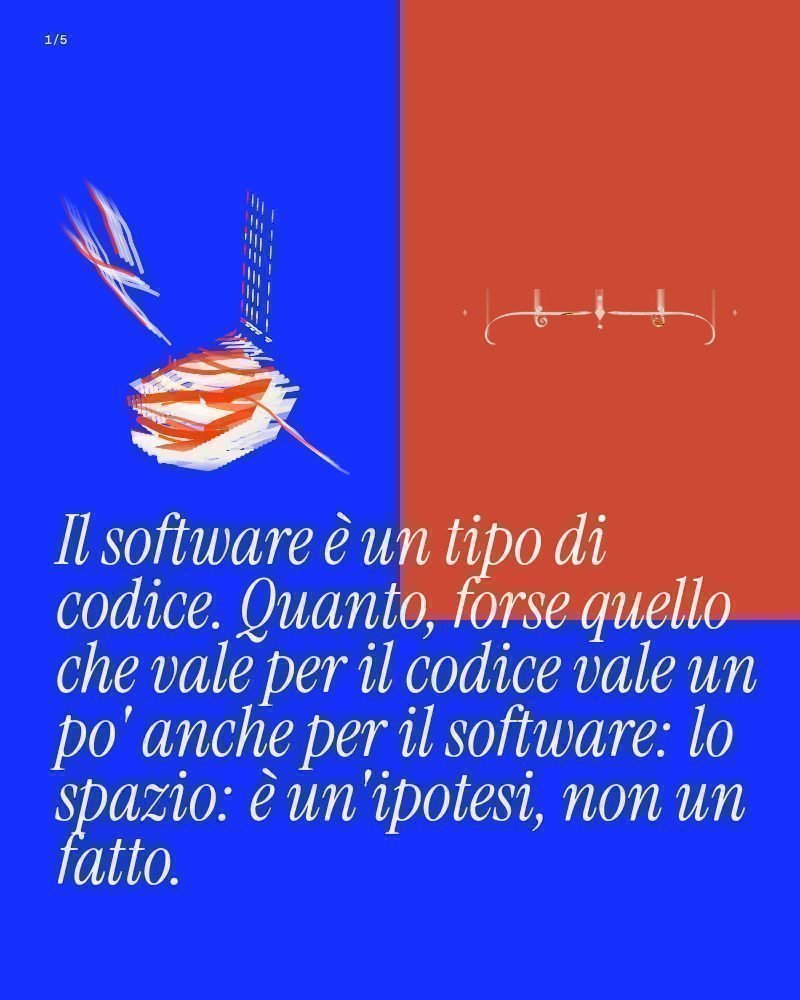 1/5
Il software è un tipo di
codice. Quanto, forse quello
che vale per il codice vale un
po' anche per il software: lo
spazio: è un'ipotesi, non un
fatto.